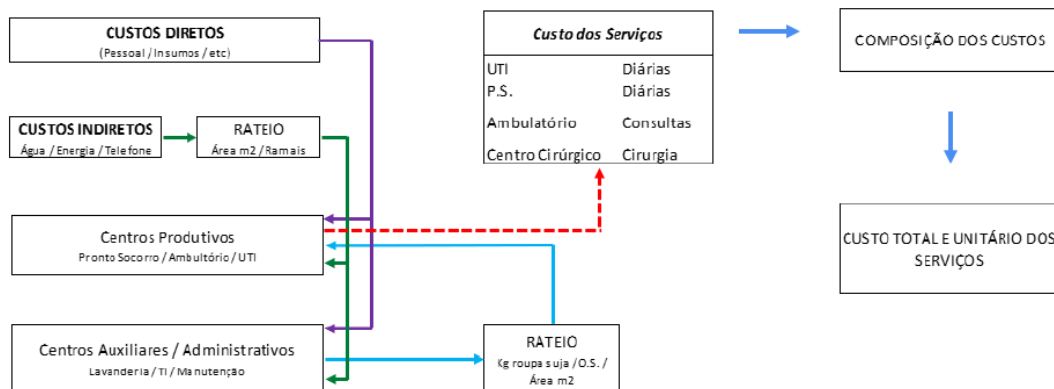 CUSTOS DIRETOS
(Pessoal / Insumos / etc)
CUSTOS INDIRETOS
Água / Energia / Telefone
RATEIO
Área m2 / Ramais
Centros Produtivos
Pronto Socorro / Ambultório / UTI
Centros Auxiliares / Administrativos
Lavanderia / TI / Manutenção
RATEIO
Kg roupa suja / O.S. /
Área m2
Custo dos Serviços
UTI Diárias
P.S. Diárias
Ambulatório Consultas
Centro Cirúrgico Cirurgia
COMPOSIÇÃO DOS CUSTOS
CUSTO TOTAL E UNITÁRIO DOS
SERVIÇOS